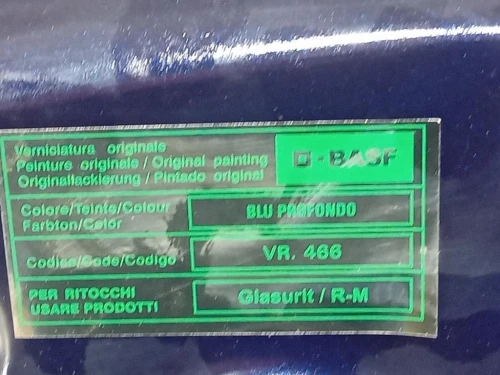 Verniciatura originale
Peinture originale / Original painting
Originallackierung / Pintado original
BASF
Colore/Teinte/Colour
Farbton/Color
BLU PROFONDO
Codice/Code/Codigo
VR. 466
PER RITOCCHI
USARE PRODOTTI
Glasurit / R-M